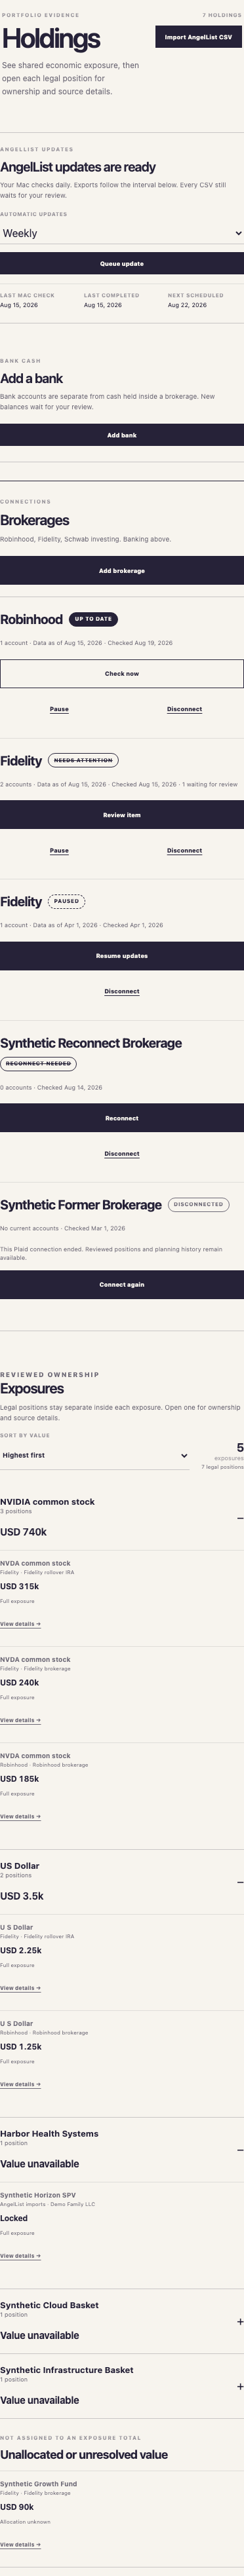 PORTFOLIO EVIDENCE
7 HOLDINGS
Holdings
Import AngelList CSV
See shared economic exposure, then
open each legal position for
ownership and source details.
ANGELLIST UPDATES
AngelList updates are ready
Your Mac checks daily. Exports follow the interval below. Every CSV still
waits for your review.
AUTOMATIC UPDATES
Weekly
Queue update
LAST MAC CHECK
LAST COMPLETED
NEXT SCHEDULED
Aug 15, 2026
Aug 15, 2026
Aug 22, 2026
BANK CASH
Add a bank
Bank accounts are separate from cash held inside a brokerage. New
balances wait for your review.
Add bank
CONNECTIONS
Brokerages
Robinhood, Fidelity, Schwab investing. Banking above.
Add brokerage
Robinhood
UP TO DATE
1 account · Data as of Aug 15, 2026 · Checked Aug 19, 2026
Check now
Pause
Disconnect
Fidelity
NEEDS ATTENTION
2 accounts · Data as of Aug 15, 2026 · Checked Aug 15, 2026 · 1 waiting for review
Review item
Pause
Disconnect
Fidelity
PAUSED
1 account · Data as of Apr 1, 2026 · Checked Apr 1, 2026
Resume updates
Disconnect
Synthetic Reconnect Brokerage
RECONNECT NEEDED
0 accounts · Checked Aug 14, 2026
Reconnect
Disconnect
Synthetic Former Brokerage
DISCONNECTED
No current accounts · Checked Mar 1, 2026
This Plaid connection ended. Reviewed positions and planning history remain
available.
Connect again
REVIEWED OWNERSHIP
Exposures
Legal positions stay separate inside each exposure. Open one for ownership
and source details.
SORT BY VALUE
Highest first
5
exposures
7 legal positions
NVIDIA common stock
3 positions
USD 740k
NVDA common stock
Fidelity · Fidelity rollover IRA
USD 315k
Full exposure
View details →
NVDA common stock
Fidelity · Fidelity brokerage
USD 240k
Full exposure
View details →
NVDA common stock
Robinhood · Robinhood brokerage
USD 185k
Full exposure
View details →
US Dollar
2 positions
USD 3.5k
U S Dollar
Fidelity · Fidelity rollover IRA
USD 2.25k
Full exposure
View details →
U S Dollar
Robinhood · Robinhood brokerage
USD 1.25k
Full exposure
View details →
Harbor Health Systems
1 position
Value unavailable
Synthetic Horizon SPV
AngelList imports · Demo Family LLC
Locked
Full exposure
View details →
Synthetic Cloud Basket
1 position
Value unavailable
Synthetic Infrastructure Basket
1 position
Value unavailable
NOT ASSIGNED TO AN EXPOSURE TOTAL
Unallocated or unresolved value
Synthetic Growth Fund
Fidelity · Fidelity brokerage
USD 90k
Allocation unknown
View details →